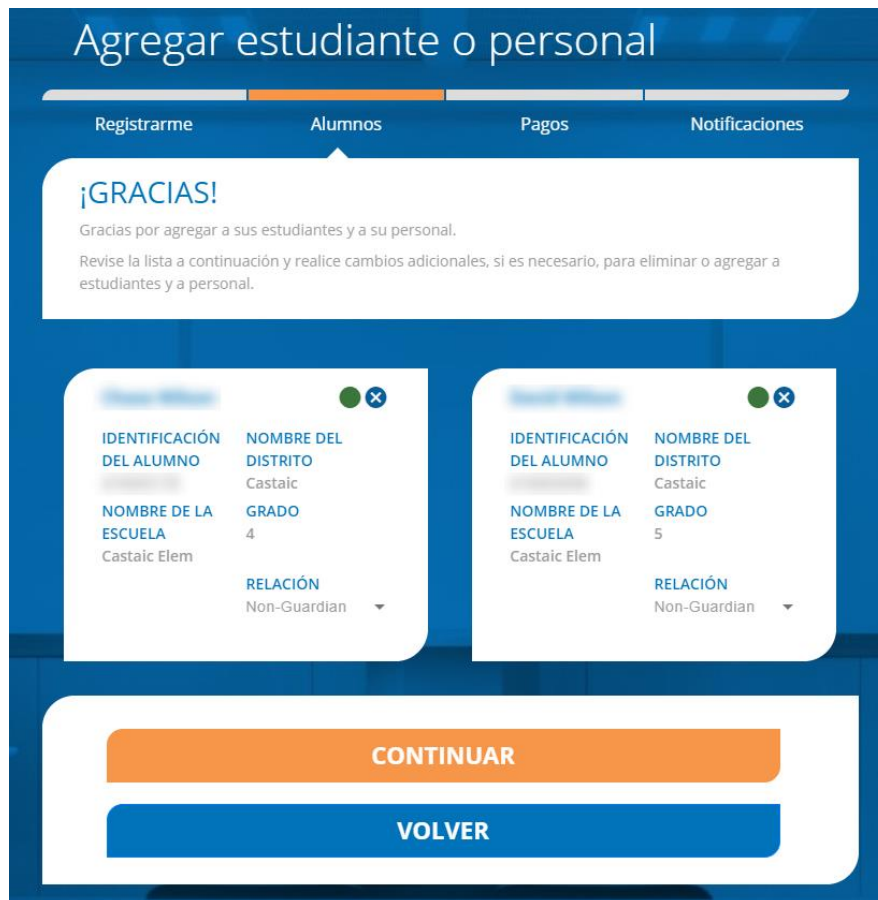 Agregar estudiante o personal
Registrarme
Alumnos
Pagos
Notificaciones
¡GRACIAS!
Gracias por agregar a sus estudiantes y a su personal.
Revise la lista a continuación y realice cambios adicionales, si es necesario, para eliminar o agregar a
estudiantes y a personal.
IDENTIFICACIÓN
DEL ALUMNO
NOMBRE DEL
DISTRITO
Castaic
NOMBRE DE LA
ESCUELA
Castaic Elem
GRADO
4
RELACIÓN
Non-Guardian
IDENTIFICACIÓN
DEL ALUMNO
NOMBRE DEL
DISTRITO
Castaic
NOMBRE DE LA
ESCUELA
Castaic Elem
GRADO
5
RELACIÓN
Non-Guardian
CONTINUAR
VOLVER